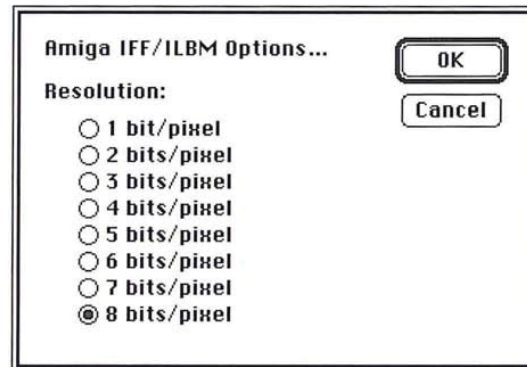 Amiga IFF/ILBM Options...
OK
Resolution:
Cancel
1 bit/pixel
2 bits/pixel
3 bits/pixel
4 bits/pixel
5 bits/pixel
6 bits/pixel
7 bits/pixel
8 bits/pixel